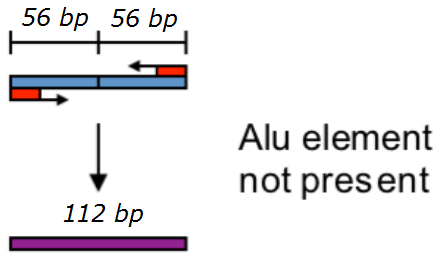 56 bp 56 bp
Alu element
not present
112 bp